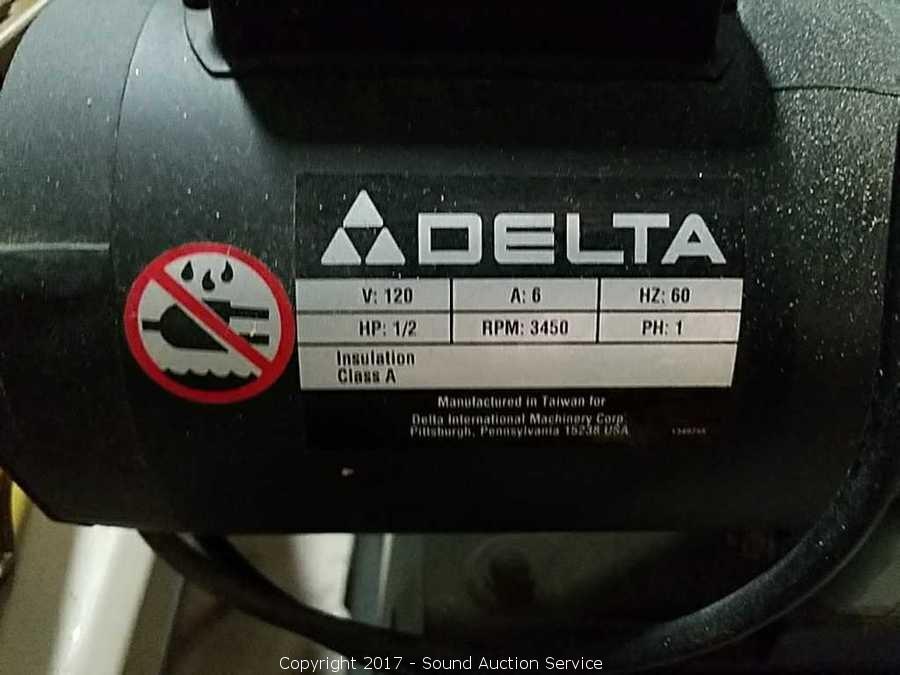 DELTA
V: 120 A: 6 HZ: 60
HP: 1/2 RPM: 3450 PH: 1
Insulation
Class A
Manufactured in Taiwan for
Delta International Machinery Corp.
Pittsburgh, Pennsylvania 15238 USA
Copyright 2017 - Sound Auction Service